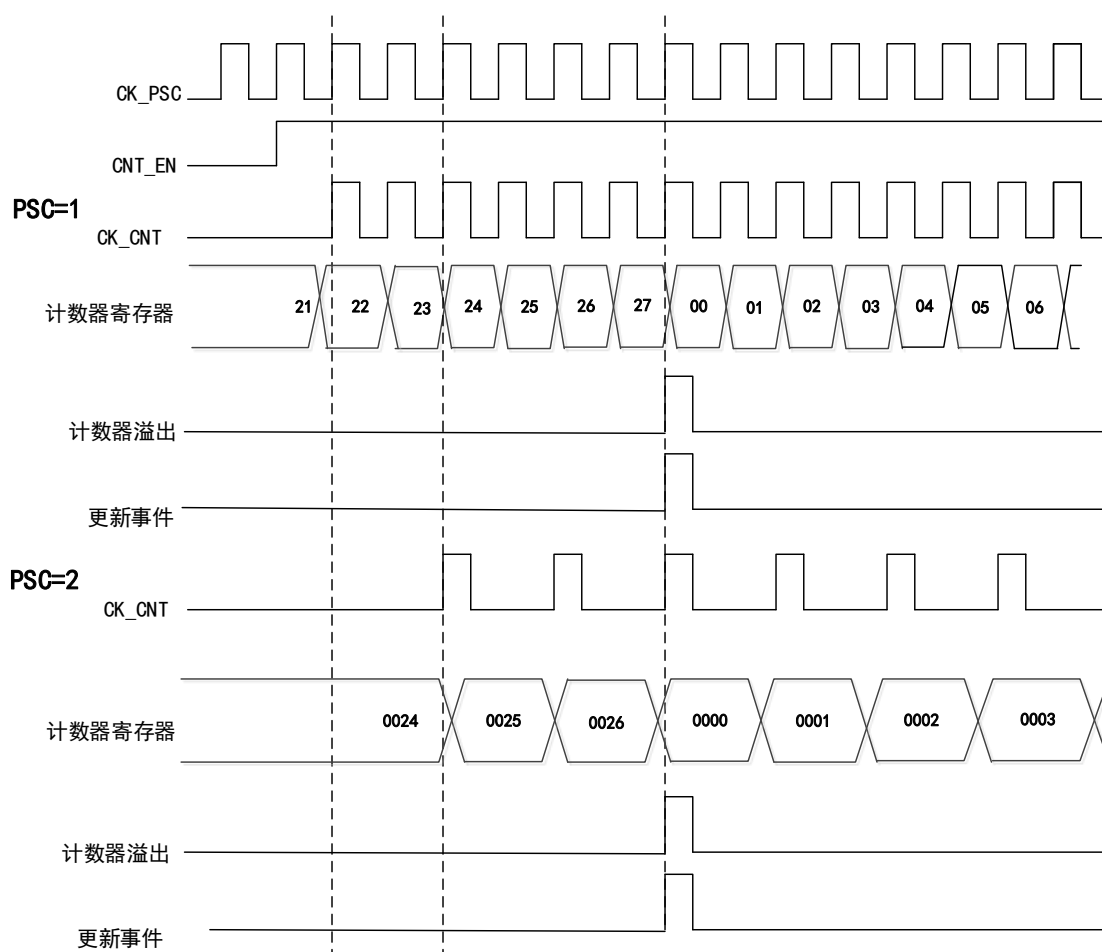 CK_PSC
CNT_EN
PSC=1
CK_CNT
计数器寄存器 21 22 23 24 25 26 27 00 01 02 03 04 05 06
计数器溢出
更新事件
PSC=2
CK_CNT
计数器寄存器 0024 0025 0026 0000 0001 0002 0003
计数器溢出
更新事件